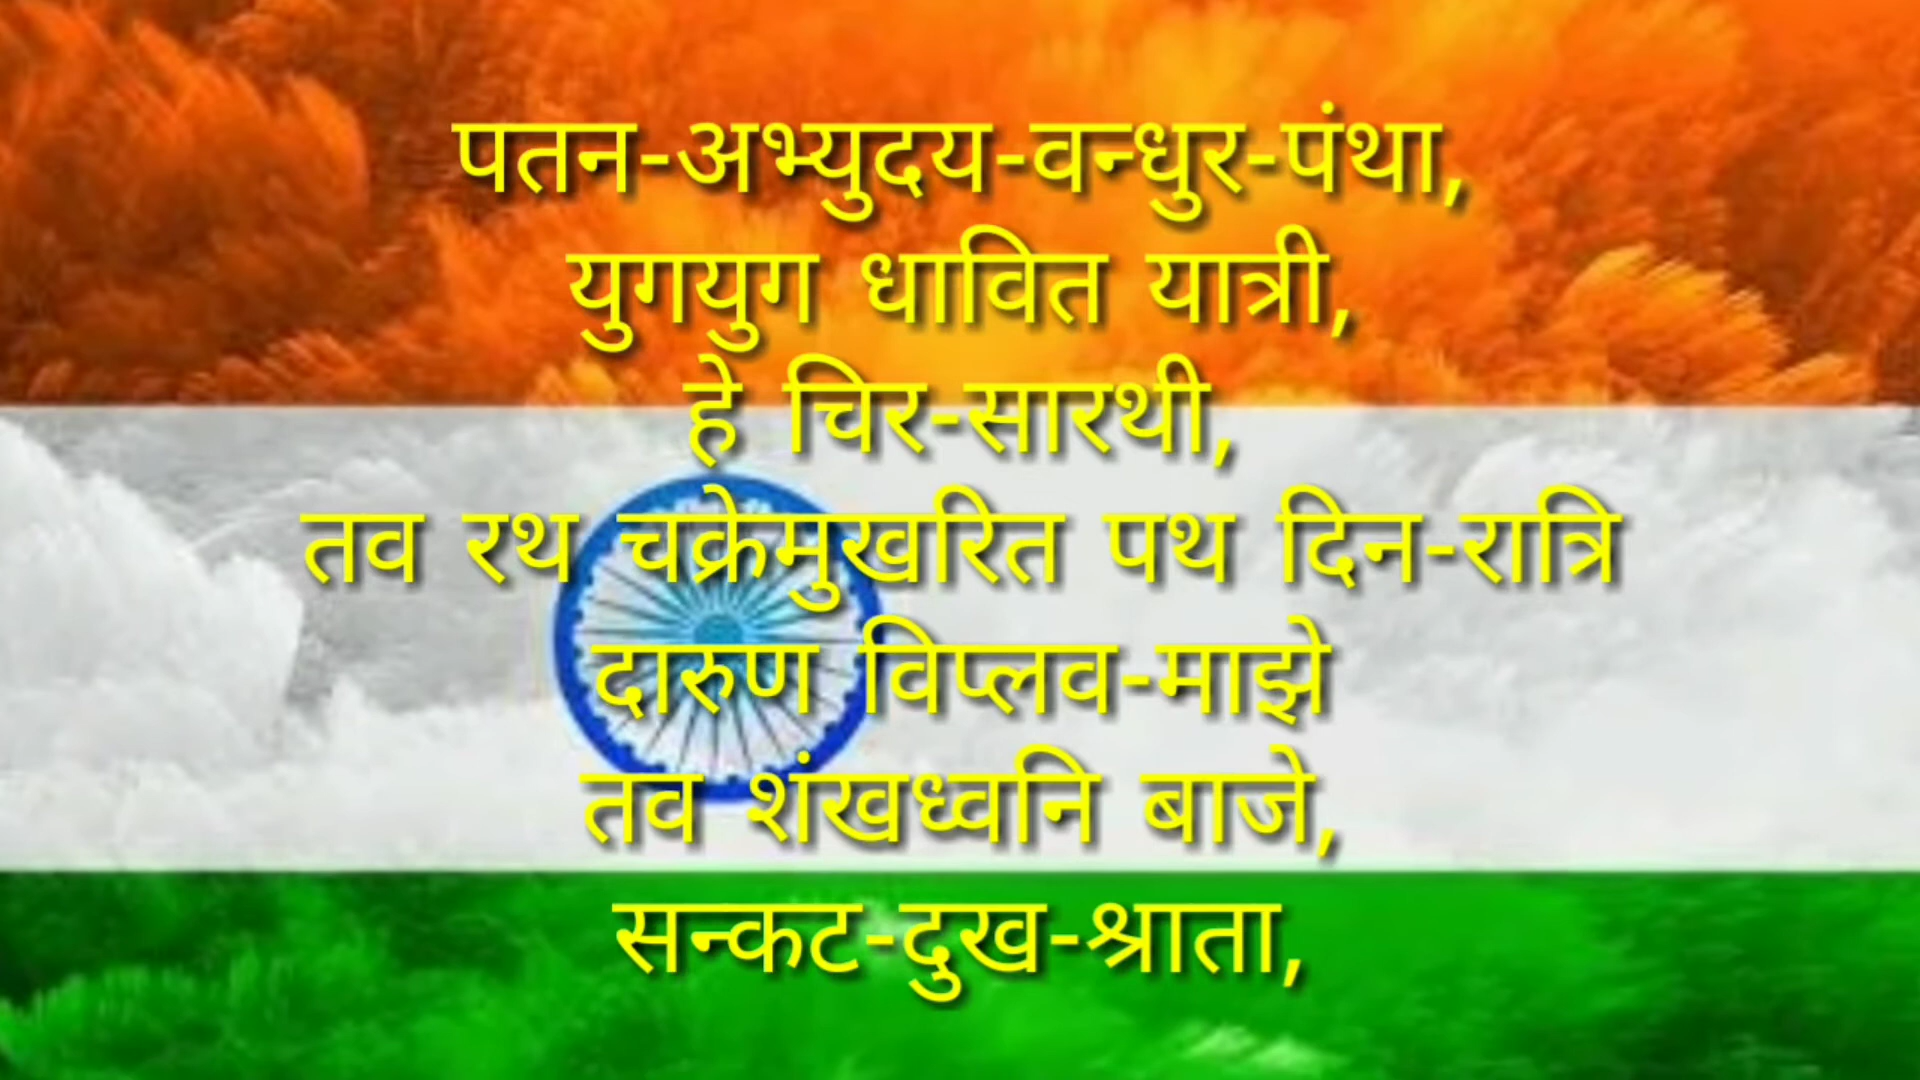 पतन-अभ्युदय-वन्धुर-पंथा,
युगयुग धावित यात्री,
हे चिर-सारथी,
तव रथ चक्रेमुखरित पथ दिन-रात्रि
दारुण विप्लव-माझे
तव शंखध्वनि बाजे,
सन्कट-दुख-श्राता,